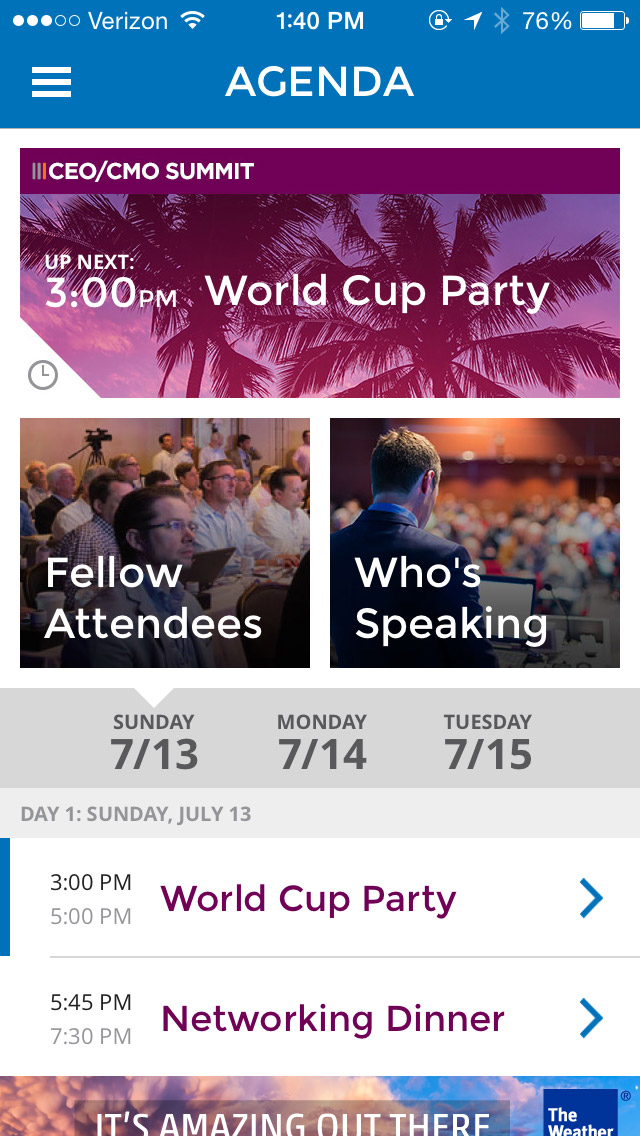 Verizon 1:40 PM 76%
AGENDA
CEO/CMO SUMMIT
UP NEXT:
3:00PM World Cup Party
Fellow
Attendees
Who's
Speaking
SUNDAY MONDAY TUESDAY
7/13 7/14 7/15
DAY 1: SUNDAY, JULY 13
3:00 PM
5:00 PM
World Cup Party
5:45 PM
7:30 PM
Networking Dinner
IT'S AMAZING OUT THERE
The
Weather
®